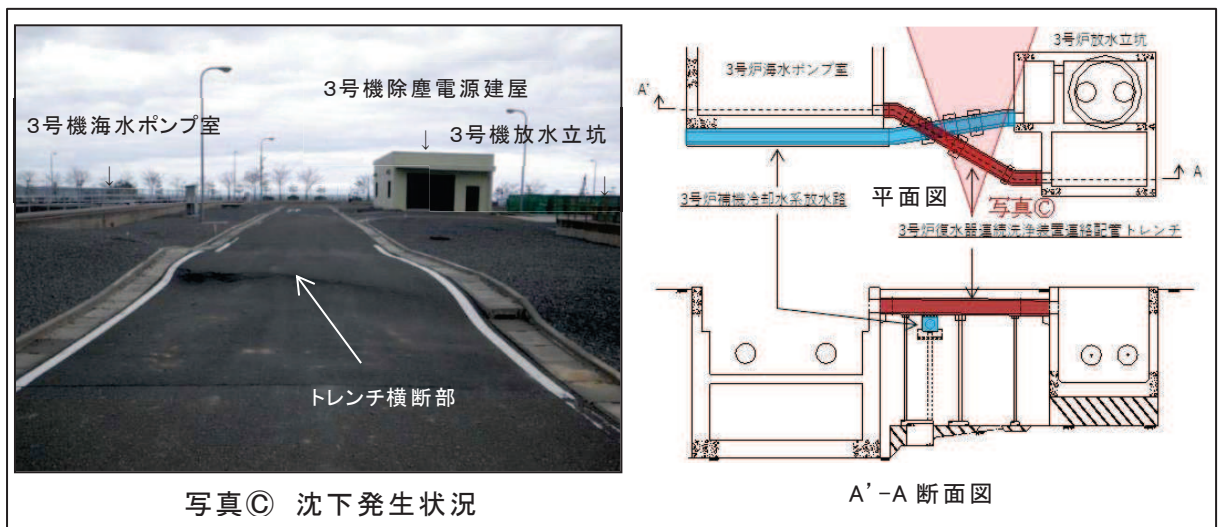 3号機除塵電源建屋
3号機海水ポンプ室
3号機放水立坑
トレンチ横断部
写真Ⓒ 沈下発生状況
3号炉放水立坑
3号炉海水ポンプ室
A'
A
3号炉補機冷却水系放水路
平面図
写真Ⓒ
3号炉復水器連続洗浄装置連絡配管トレンチ
A'-A 断面図